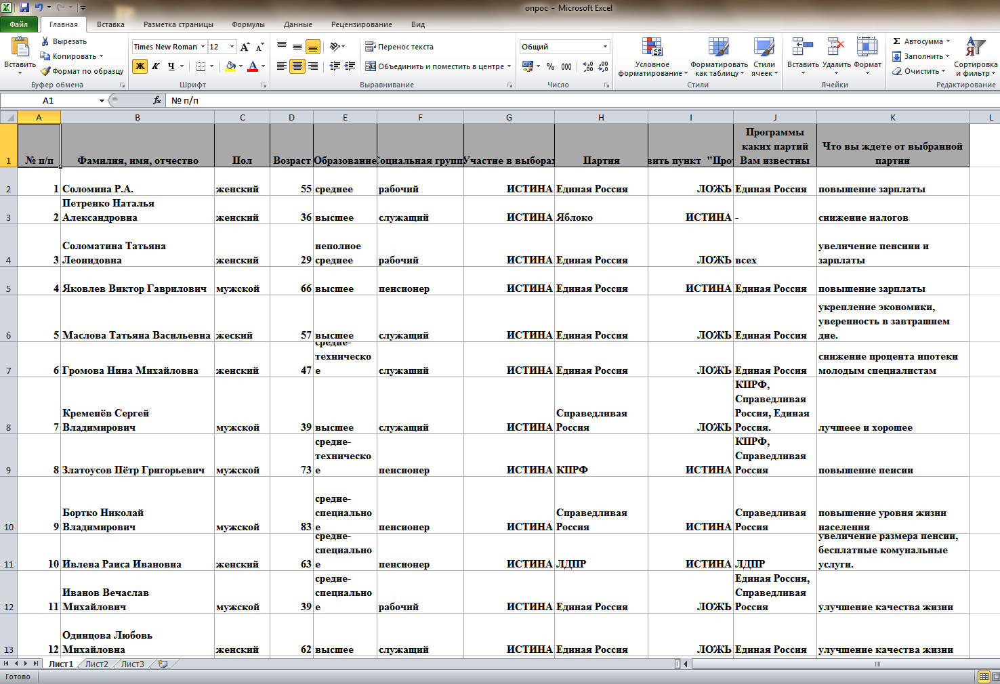 опрос - Microsoft Excel
Файл Главная Вставка Разметка страницы Формулы Данные Рецензирование Вид
Вставить Вырезать Копировать Формат по образцу
Буфер обмена
Times New Roman 12
Ж К Ч
Шрифт
Перенос текста
Объединить и поместить в центре
Выравнивание
Общий
% 000
Число
Условное форматирование Форматировать как таблицу Стили ячеек
Стили
Вставить Удалить Формат
Ячейки
Σ Автосумма
Заполнить
Очистить
Сортировка и фильтр
Редактирование
A1 fx № п/п
A B C D E F G H I J K L
1 № п/п Фамилия, имя, отчество Пол Возраст Образование Социальная групп Участие в выборах Партия вить пункт "Про Программы каких партий Вам известны Что вы ждете от выбранной партии
2 1 Соломина Р.А. женский 55 среднее рабочий ИСТИНА Единая Россия ЛОЖЬ Единая Россия повышение зарплаты
3 2 Петренко Наталья Александровна женский 36 высшее служащий ИСТИНА Яблоко ИСТИНА - снижение налогов
4 3 Соломатина Татьяна Леонидовна женский 29 неполное среднее рабочий ИСТИНА Единая Россия ЛОЖЬ всех увеличение пенсиии и зарплаты
5 4 Яковлев Виктор Гаврилович мужской 66 высшее пенсионер ИСТИНА Единая Россия ИСТИНА Единая Россия повышение зарплаты
6 5 Маслова Татьяна Васильевна жеский 57 высшее служащий ИСТИНА Единая Россия ЛОЖЬ Единая Россия укрепление экономики, уверенность в завтрашнем дне.
7 6 Громова Нина Михайловна женский 47 средне-техническое служаший ИСТИНА Единая Россия ЛОЖЬ Единая Россия снижение процента ипотеки молодым специалистам
8 7 Кременёв Сергей Владимирович мужской 39 высшее служащий ИСТИНА Справедливая Россия ЛОЖЬ КПРФ, Справедливая Россия, Единая Россия. лучшеее и хорошее
9 8 Златоусов Пётр Григорьевич мужской 73 средне-техническое пенсионер ИСТИНА КПРФ ИСТИНА КПРФ, Справедливая Россия повышение пенсии
10 9 Бортко Николай Владимирович мужской 83 средне-специальное пенсионер ИСТИНА Справедливая Россия ИСТИНА Справедливая Россия повышение уровня жизни населения
11 10 Ивлева Раиса Ивановна женский 63 средне-специальное пенсионер ИСТИНА ЛДПР ИСТИНА ЛДПР увеличение размера пенсии, бесплатные комунальные услуги.
12 11 Иванов Вечаслав Михайлович мужской 39 средне-специальное рабочий ИСТИНА Единая Россия ЛОЖЬ Единая Россия, Справедливая Россия улучшение качества жизни
13 12 Одинцова Любовь Михайловна женский 62 высшее служащий ИСТИНА Единая Россия ЛОЖЬ Единая Россия улучшение качества жизни
Лист1 Лист2 Лист3
Готово